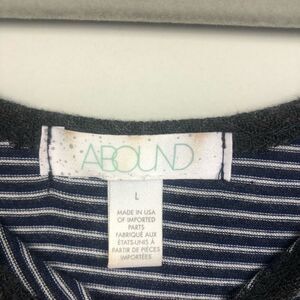 ABOUND
L
MADE IN USA
OF IMPORTED
PARTS
FABRIQUÉ AUX
ÉTATS-UNIS À
PARTIR DE PIÈCES
IMPORTÉES